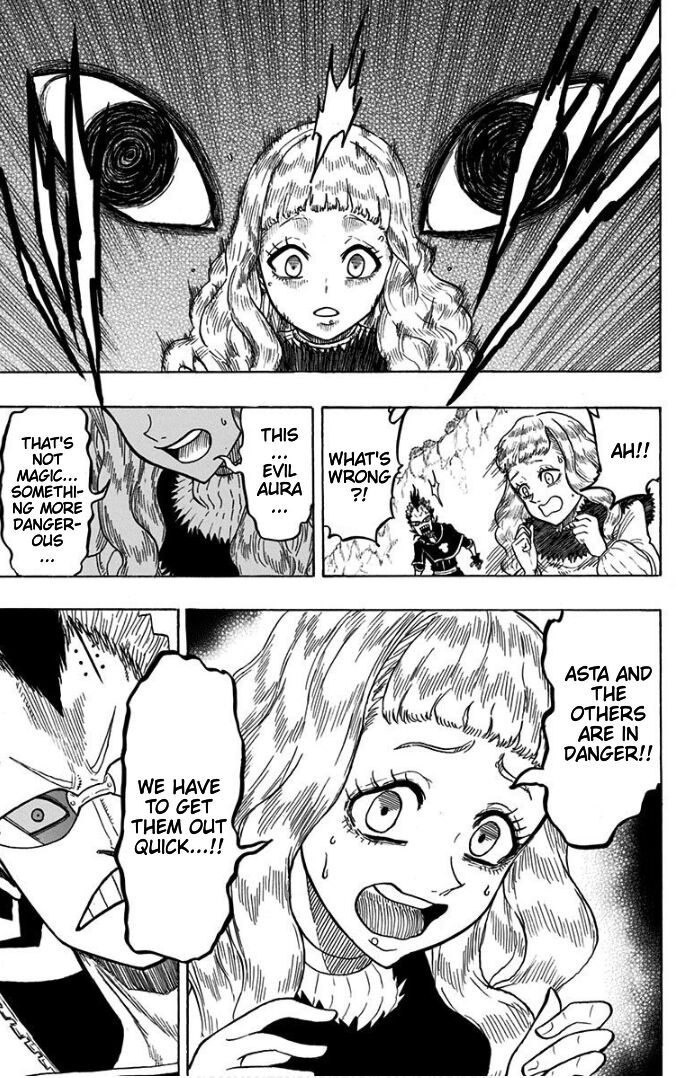 AH!!
WHAT'S
WRONG
?!
THIS
...
EVIL
AURA
...
THAT'S
NOT
MAGIC...
SOMETHI
NG MORE
DANGER-
OUS
...
ASTA AND
THE
OTHERS
ARE IN
DANGER!!
WE HAVE
TO GET
THEM OUT
QUICK...!!